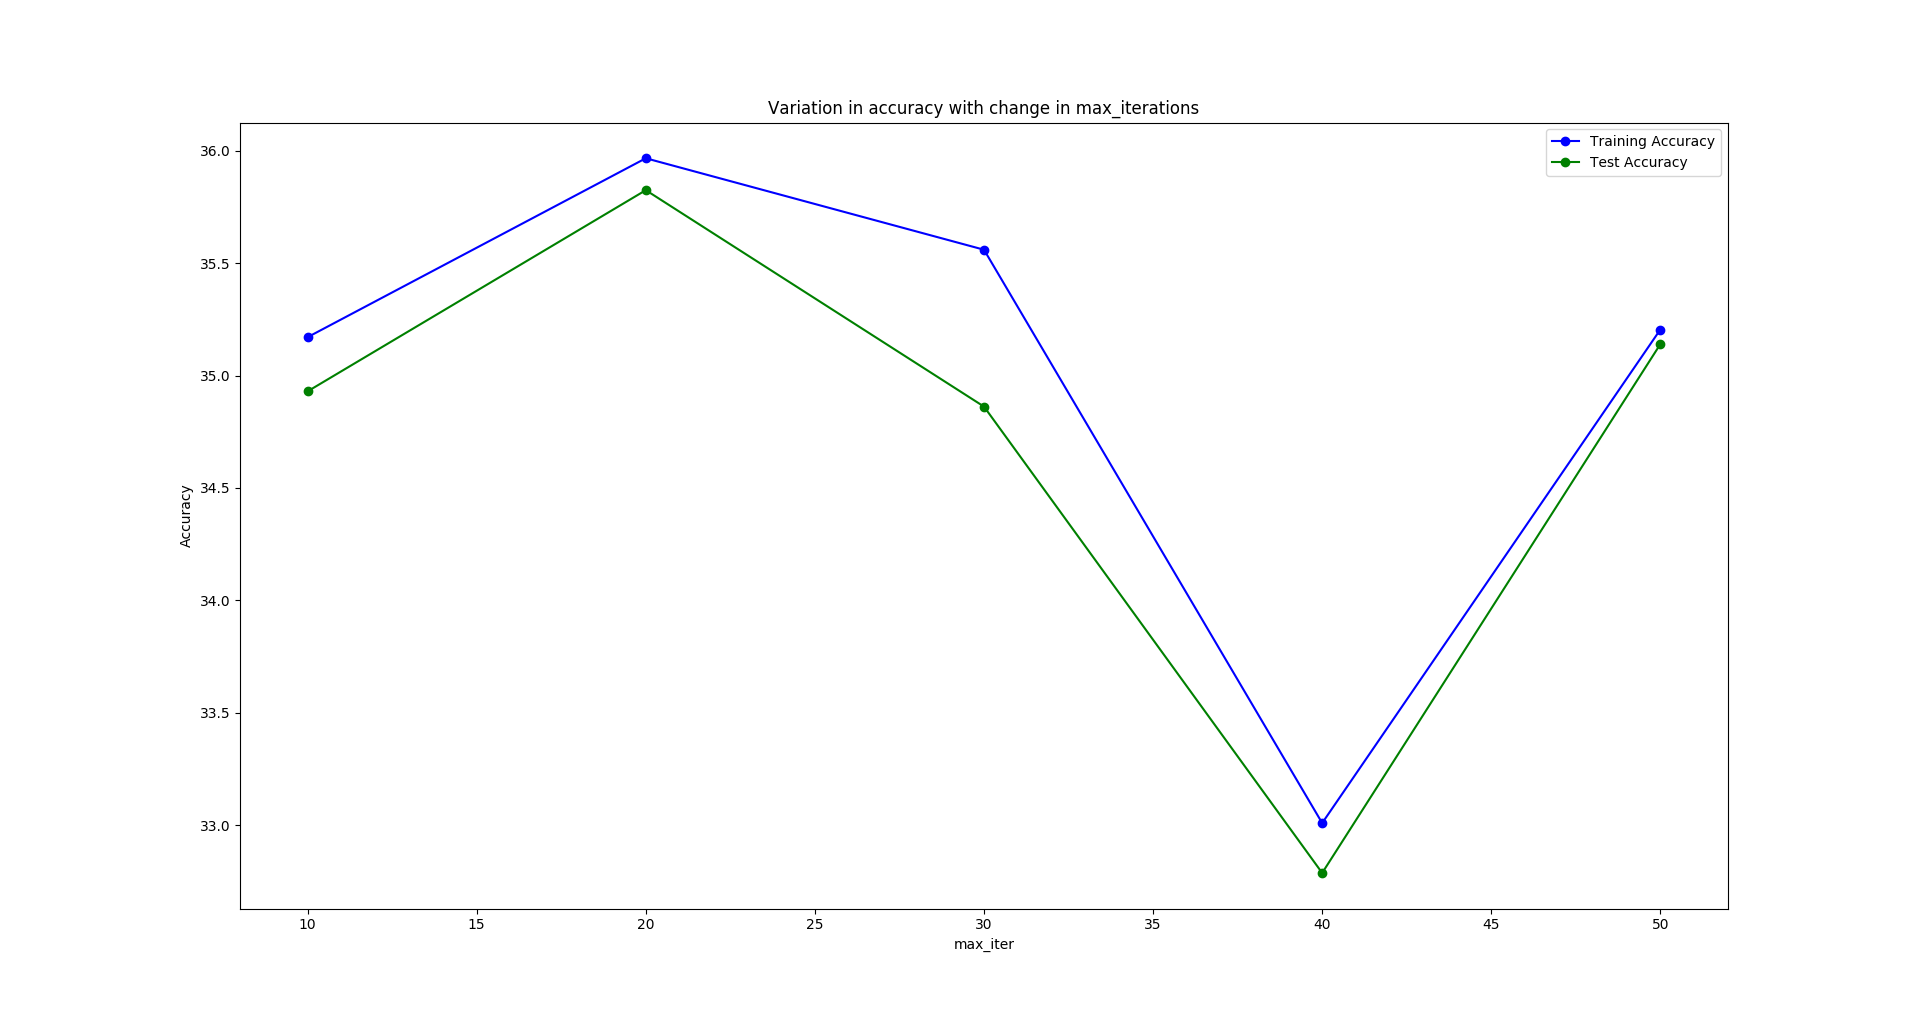 Variation in accuracy with change in max_iterations
Training Accuracy
Test Accuracy
36.0
35.5
35.0
34.5
34.0
33.5
33.0
Accuracy
10 15 20 25 30 35 40 45 50
max_iter